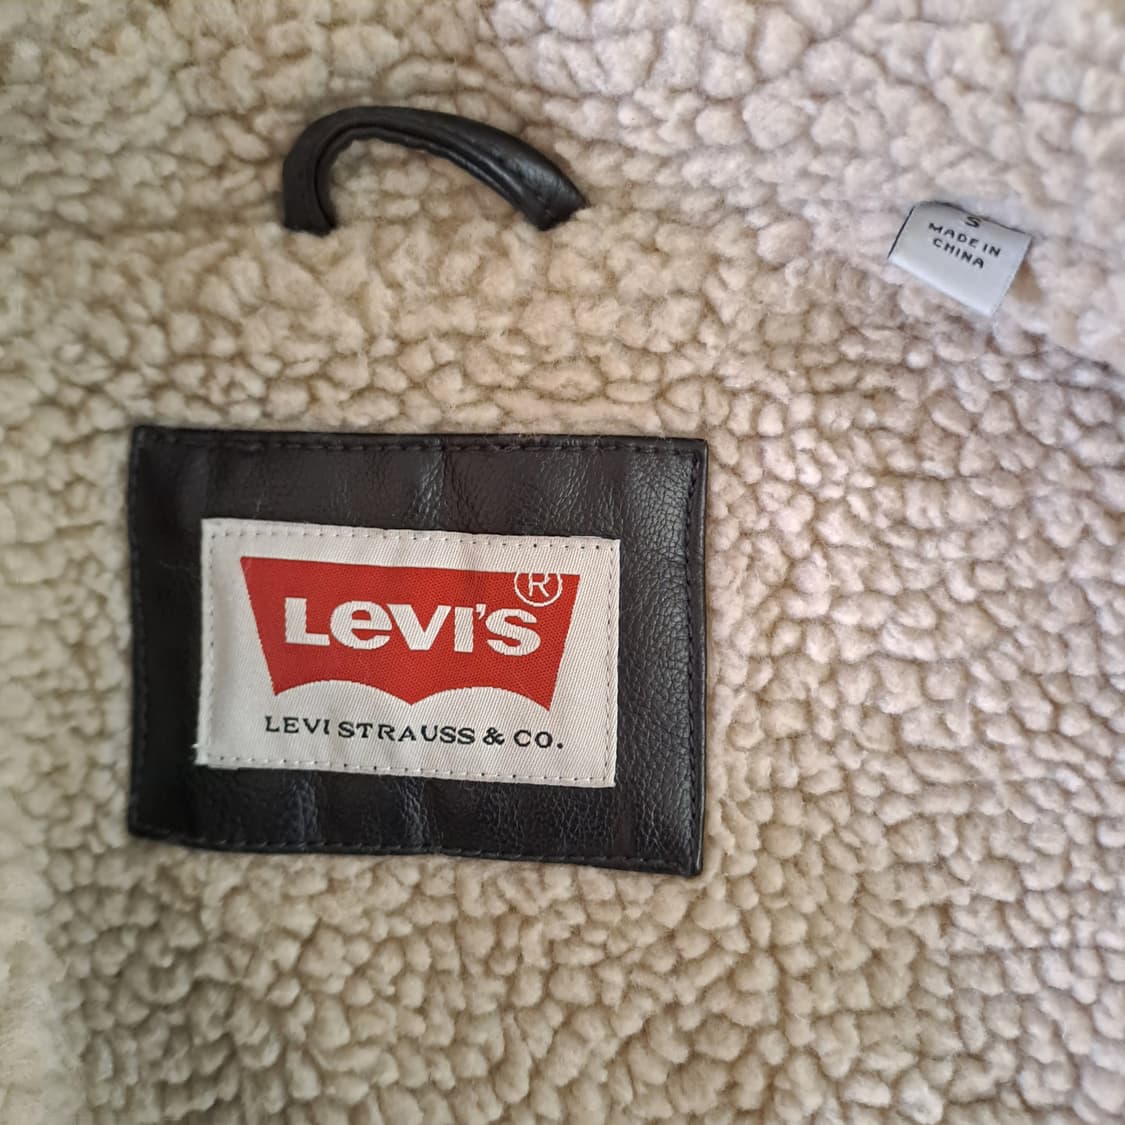 S
MADE IN
CHINA
LEVI'S®
LEVI STRAUSS & CO.